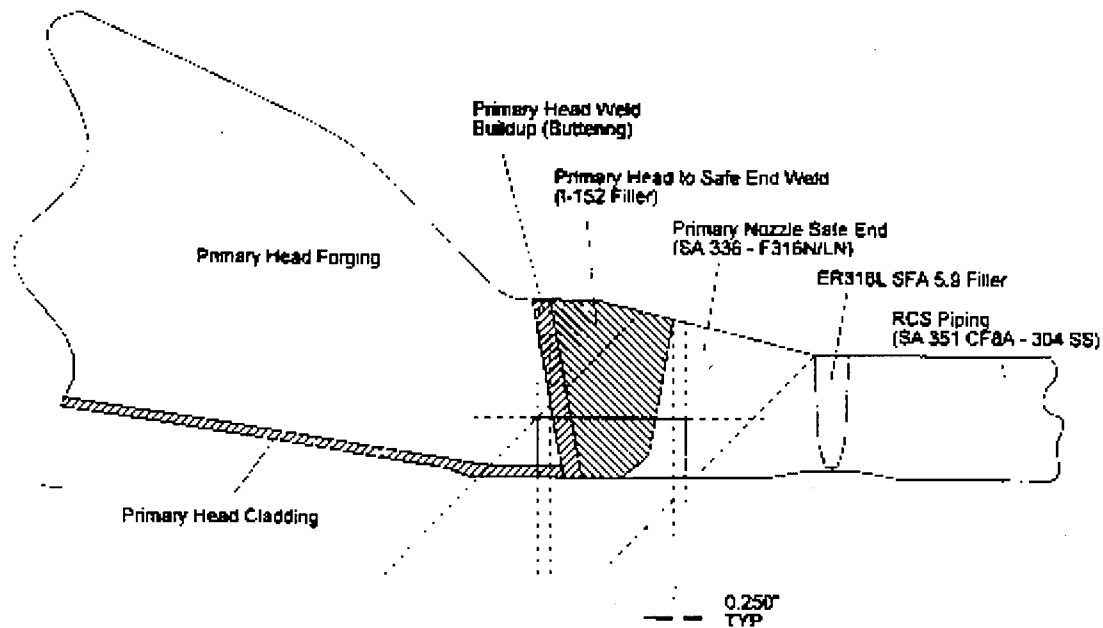 Primary Head Weld
Buildup (Buttering)
Primary Head to Safe End Weld
(I-152 Filler)
Primary Nozzle Safe End
(SA 336 - F316N/LN)
Primary Head Forging
ER316L SFA 5.9 Filler
RCS Piping
(SA 351 CF8A - 304 SS)
Primary Head Cladding
0.250"
TYP